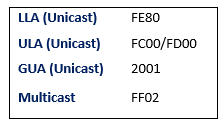 LLA (Unicast) FE80
ULA (Unicast) FC00/FD00
GUA (Unicast) 2001
Multicast FF02